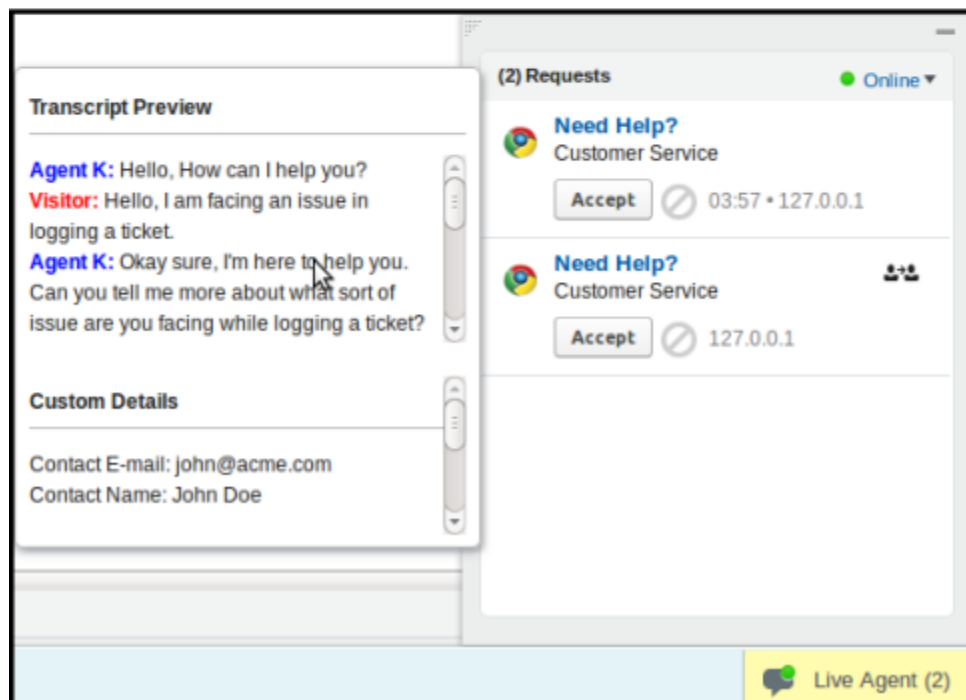 Transcript Preview
Agent K: Hello, How can I help you?
Visitor: Hello, I am facing an issue in
logging a ticket.
Agent K: Okay sure, I'm here to help you.
Can you tell me more about what sort of
issue are you facing while logging a ticket?
Custom Details
Contact E-mail: john@acme.com
Contact Name: John Doe
(2) Requests
Online
Need Help?
Customer Service
Accept 03:57 • 127.0.0.1
Need Help?
Customer Service
Accept 127.0.0.1
Live Agent (2)